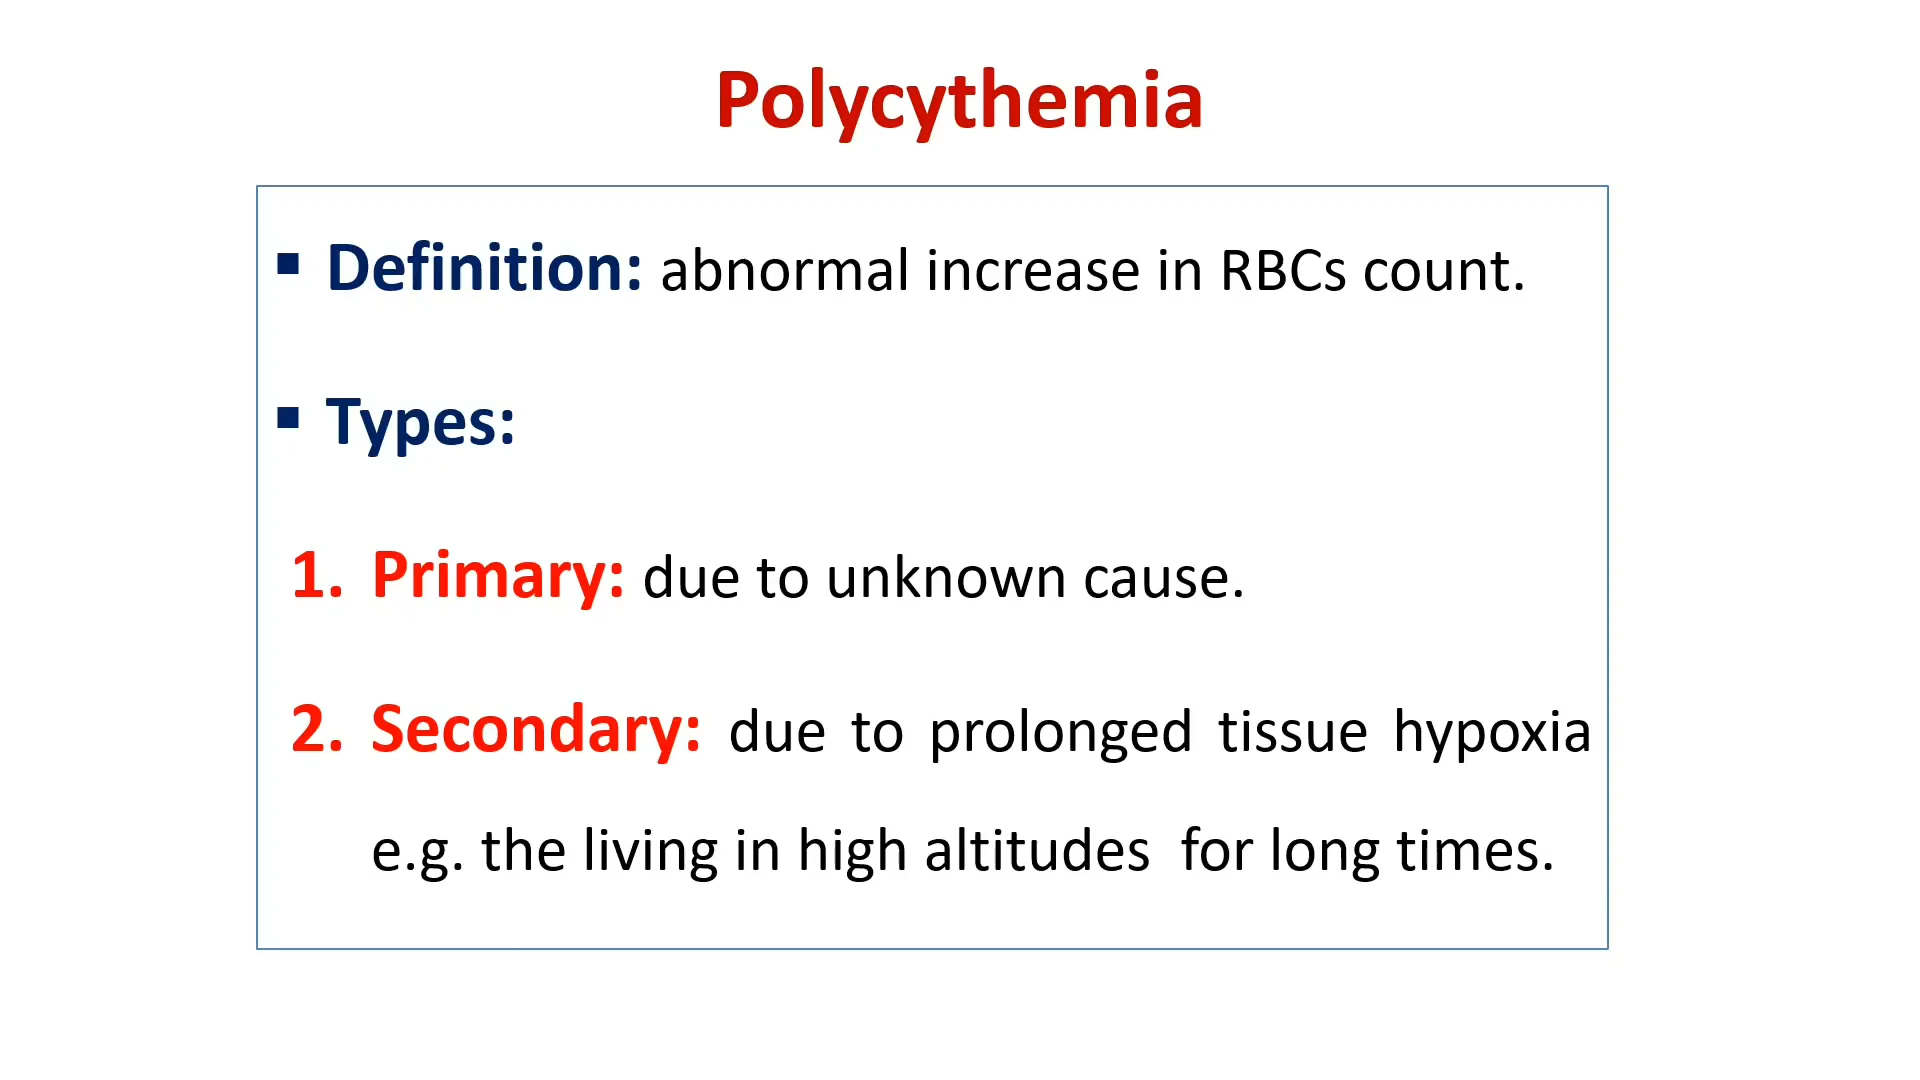 Polycythemia
▪ Definition: abnormal increase in RBCs count.
▪ Types:
1. Primary: due to unknown cause.
2. Secondary: due to prolonged tissue hypoxia
e.g. the living in high altitudes  for long times.